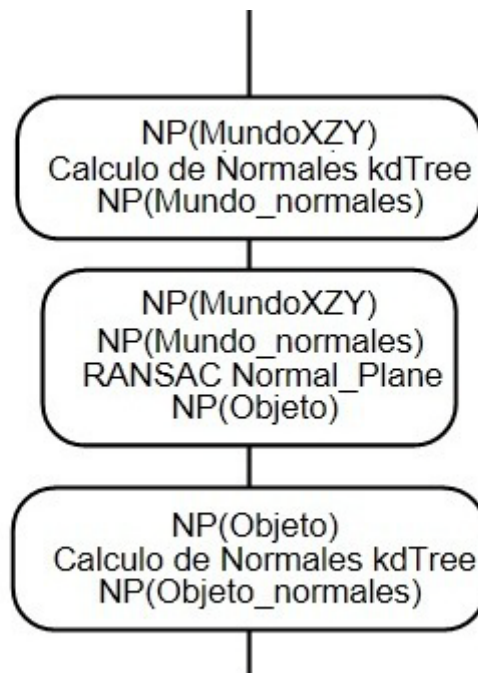 NP(MundoXZY)
Calculo de Normales kdTree
NP(Mundo_normales)
NP(MundoXZY)
NP(Mundo_normales)
RANSAC Normal_Plane
NP(Objeto)
NP(Objeto)
Calculo de Normales kdTree
NP(Objeto_normales)